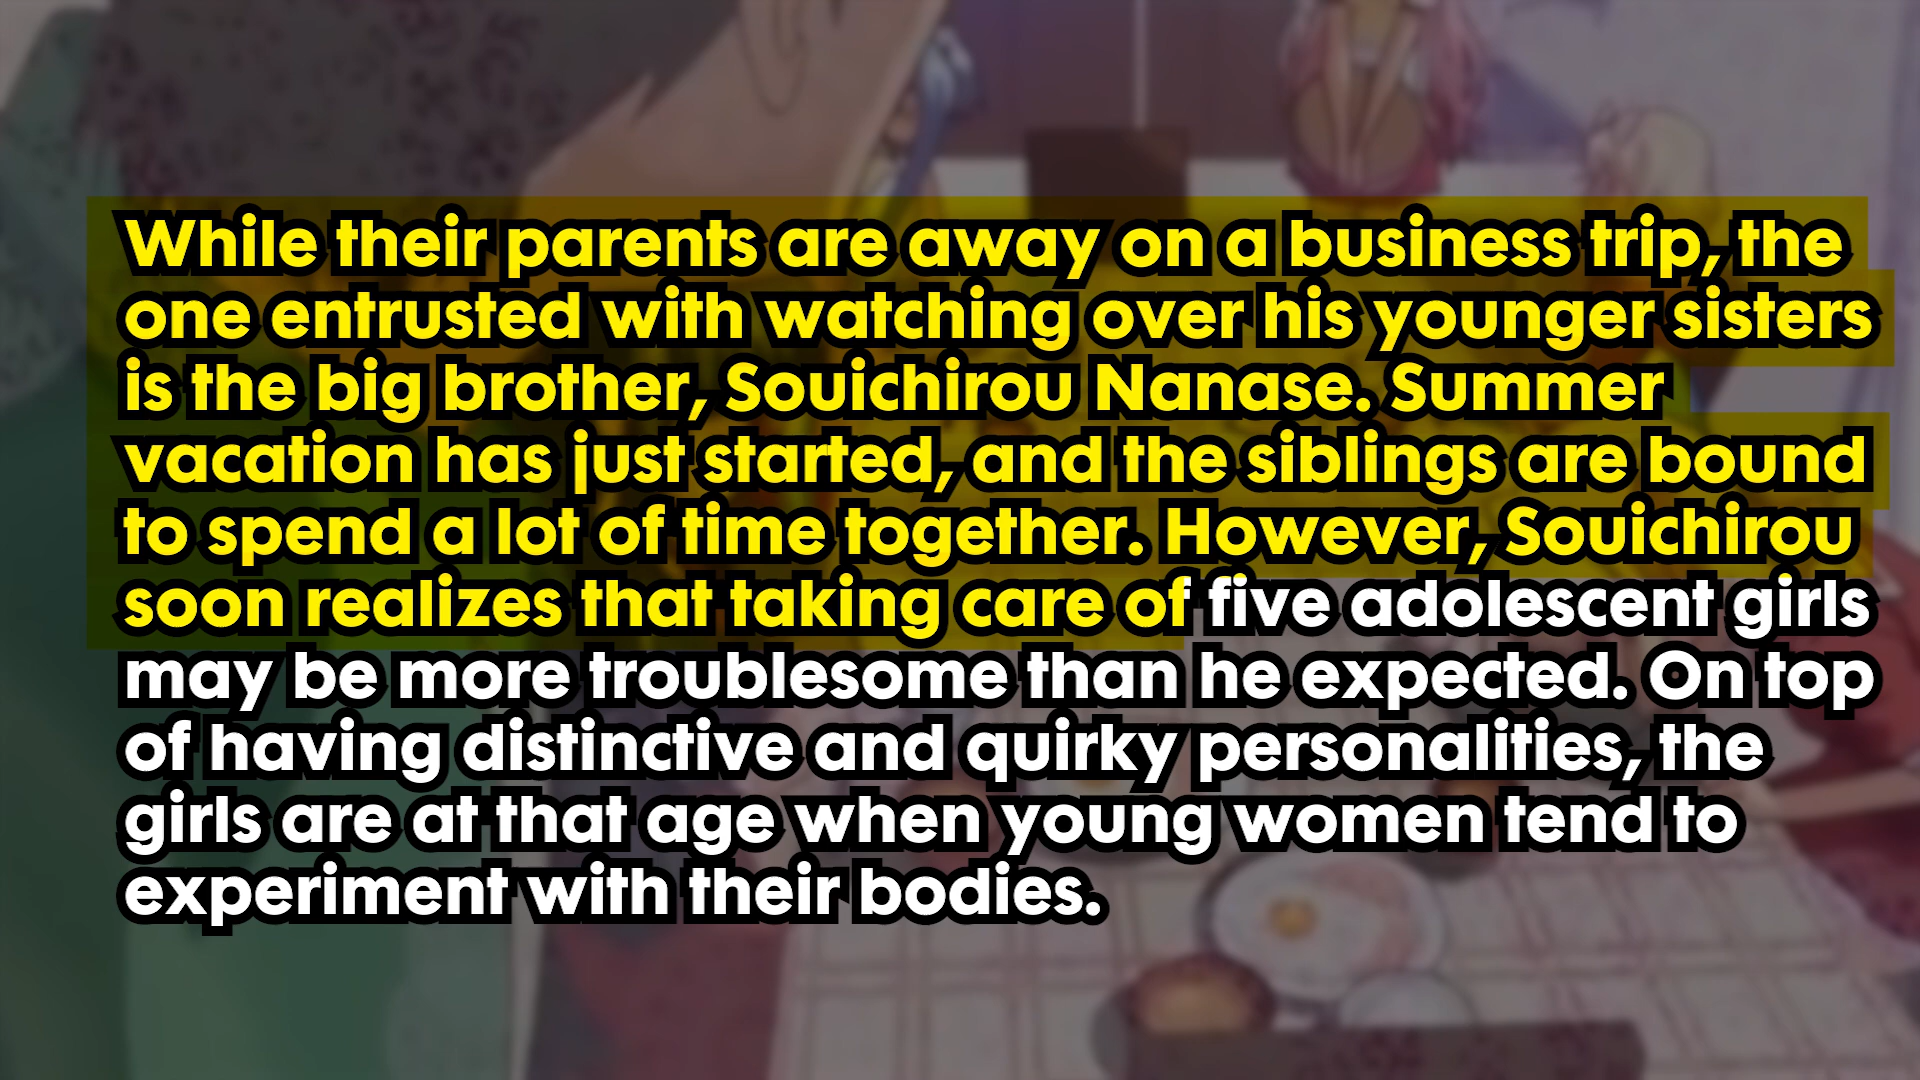 While their parents are away on a business trip, the
one entrusted with watching over his younger sisters
is the big brother, Souichirou Nanase. Summer
vacation has just started, and the siblings are bound
to spend a lot of time together. However, Souichirou
soon realizes that taking care of five adolescent girls
may be more troublesome than he expected. On top
of having distinctive and quirky personalities, the
girls are at that age when young women tend to
experiment with their bodies.